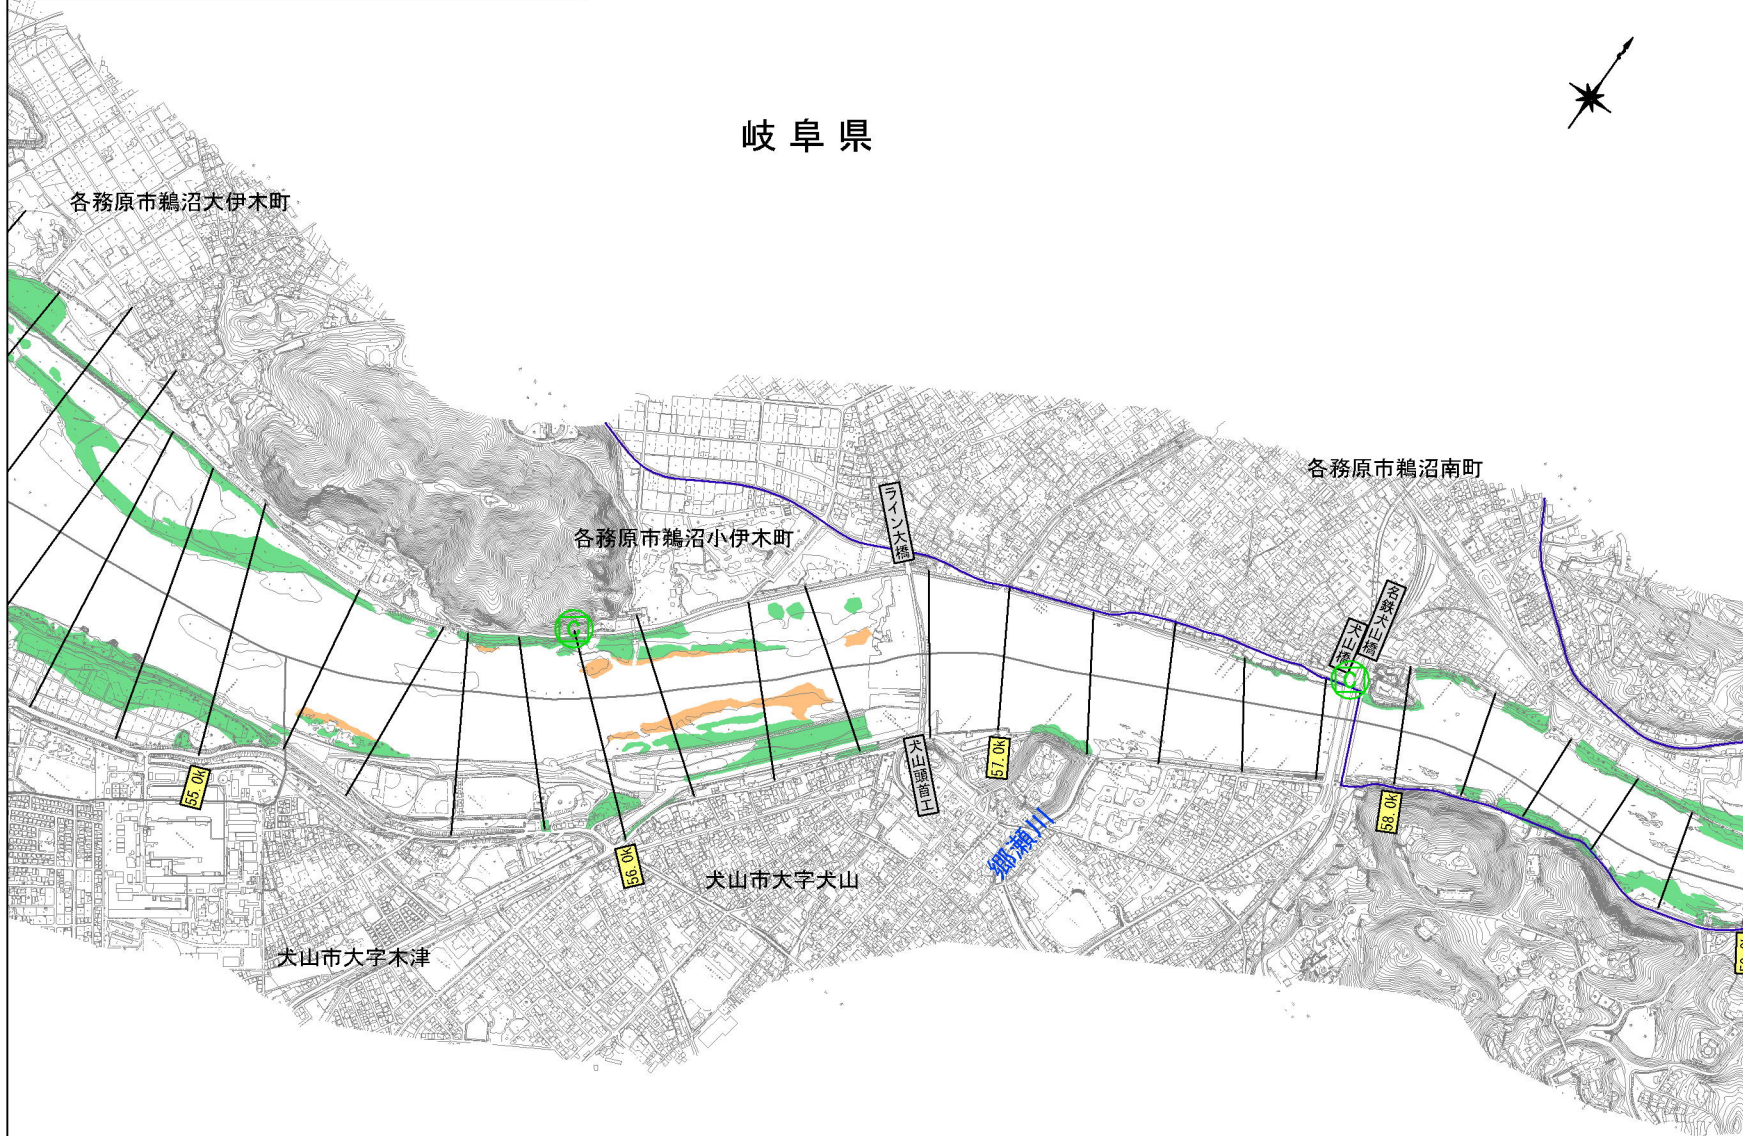 岐阜県
各務原市鵜沼大伊木町
各務原市鵜沼南町
ライン大橋
各務原市鵜沼小伊木町
名鉄犬山橋
犬山橋
C
C
犬山頭首工
57.0k
55.0k
58.0k
郷瀬川
56.0k
犬山市大字犬山
犬山市大字木津